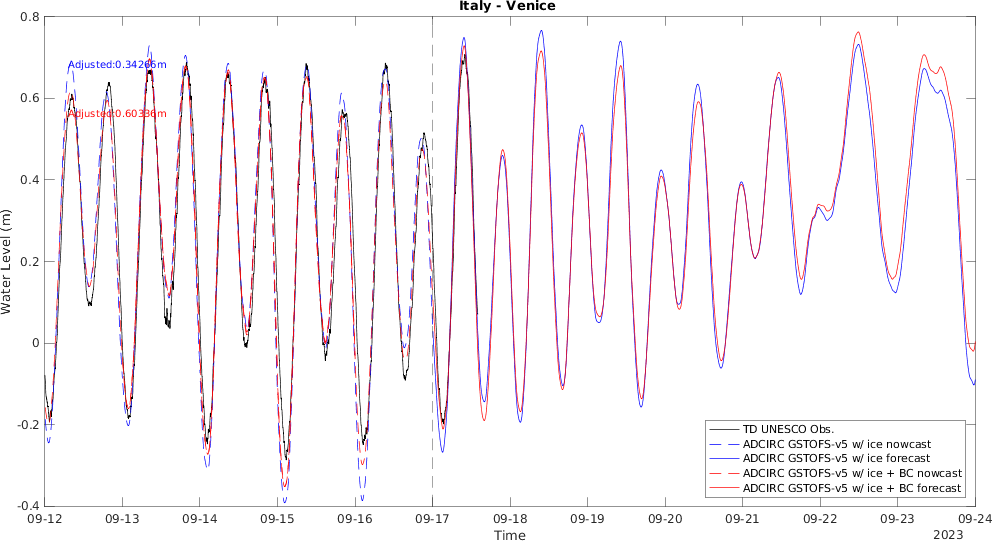 Italy - Venice
Water Level (m)
0.8
0.6
0.4
0.2
0
-0.2
-0.4
Adjusted:0.34266m
Adjusted:0.60336m
TD UNESCO Obs.
ADCIRC GSTOFS-v5 w/ ice nowcast
ADCIRC GSTOFS-v5 w/ ice forecast
ADCIRC GSTOFS-v5 w/ ice + BC nowcast
ADCIRC GSTOFS-v5 w/ ice + BC forecast
09-12 09-13 09-14 09-15 09-16 09-17 09-18 09-19 09-20 09-21 09-22 09-23 09-24
Time
2023